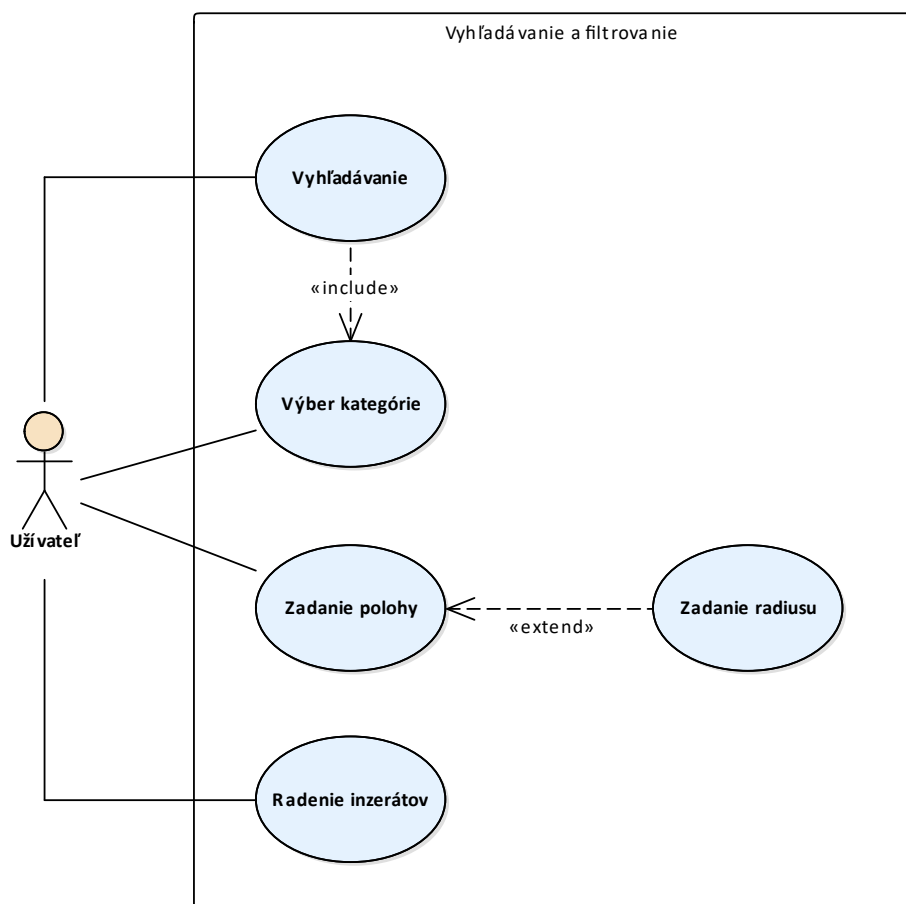 Vyhľadávanie a filtrovanie
Vyhľadávanie
«include»
Výber kategórie
Užívateľ
Zadanie polohy
«extend»
Zadanie radiusu
Radenie inzerátov